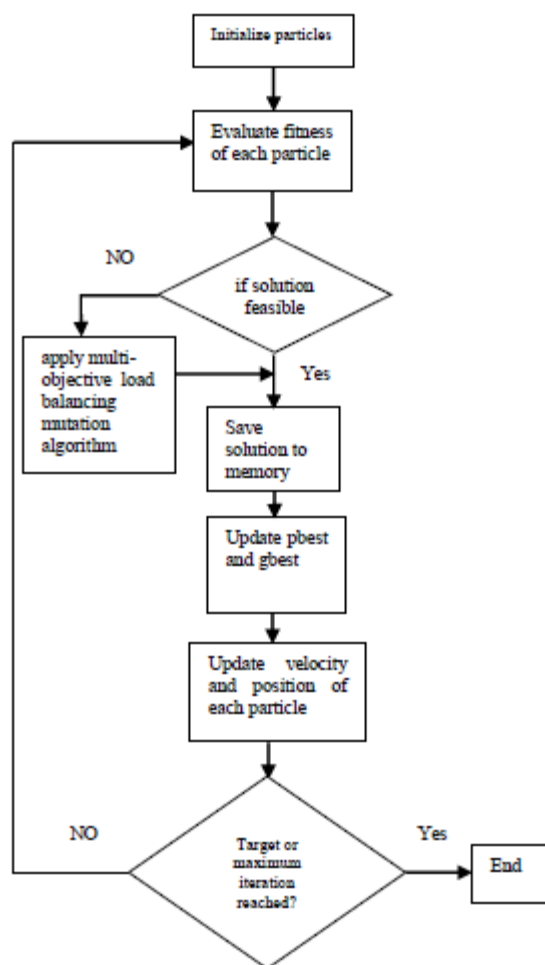 Initialize particles
Evaluate fitness
of each particle
NO
if solution
feasible
apply multi-
objective load
balancing
mutation
algorithm
Yes
Save
solution to
memory
Update pbest
and gbest
Update velocity
and position of
each particle
NO
Target or
maximum
iteration
reached?
Yes
End